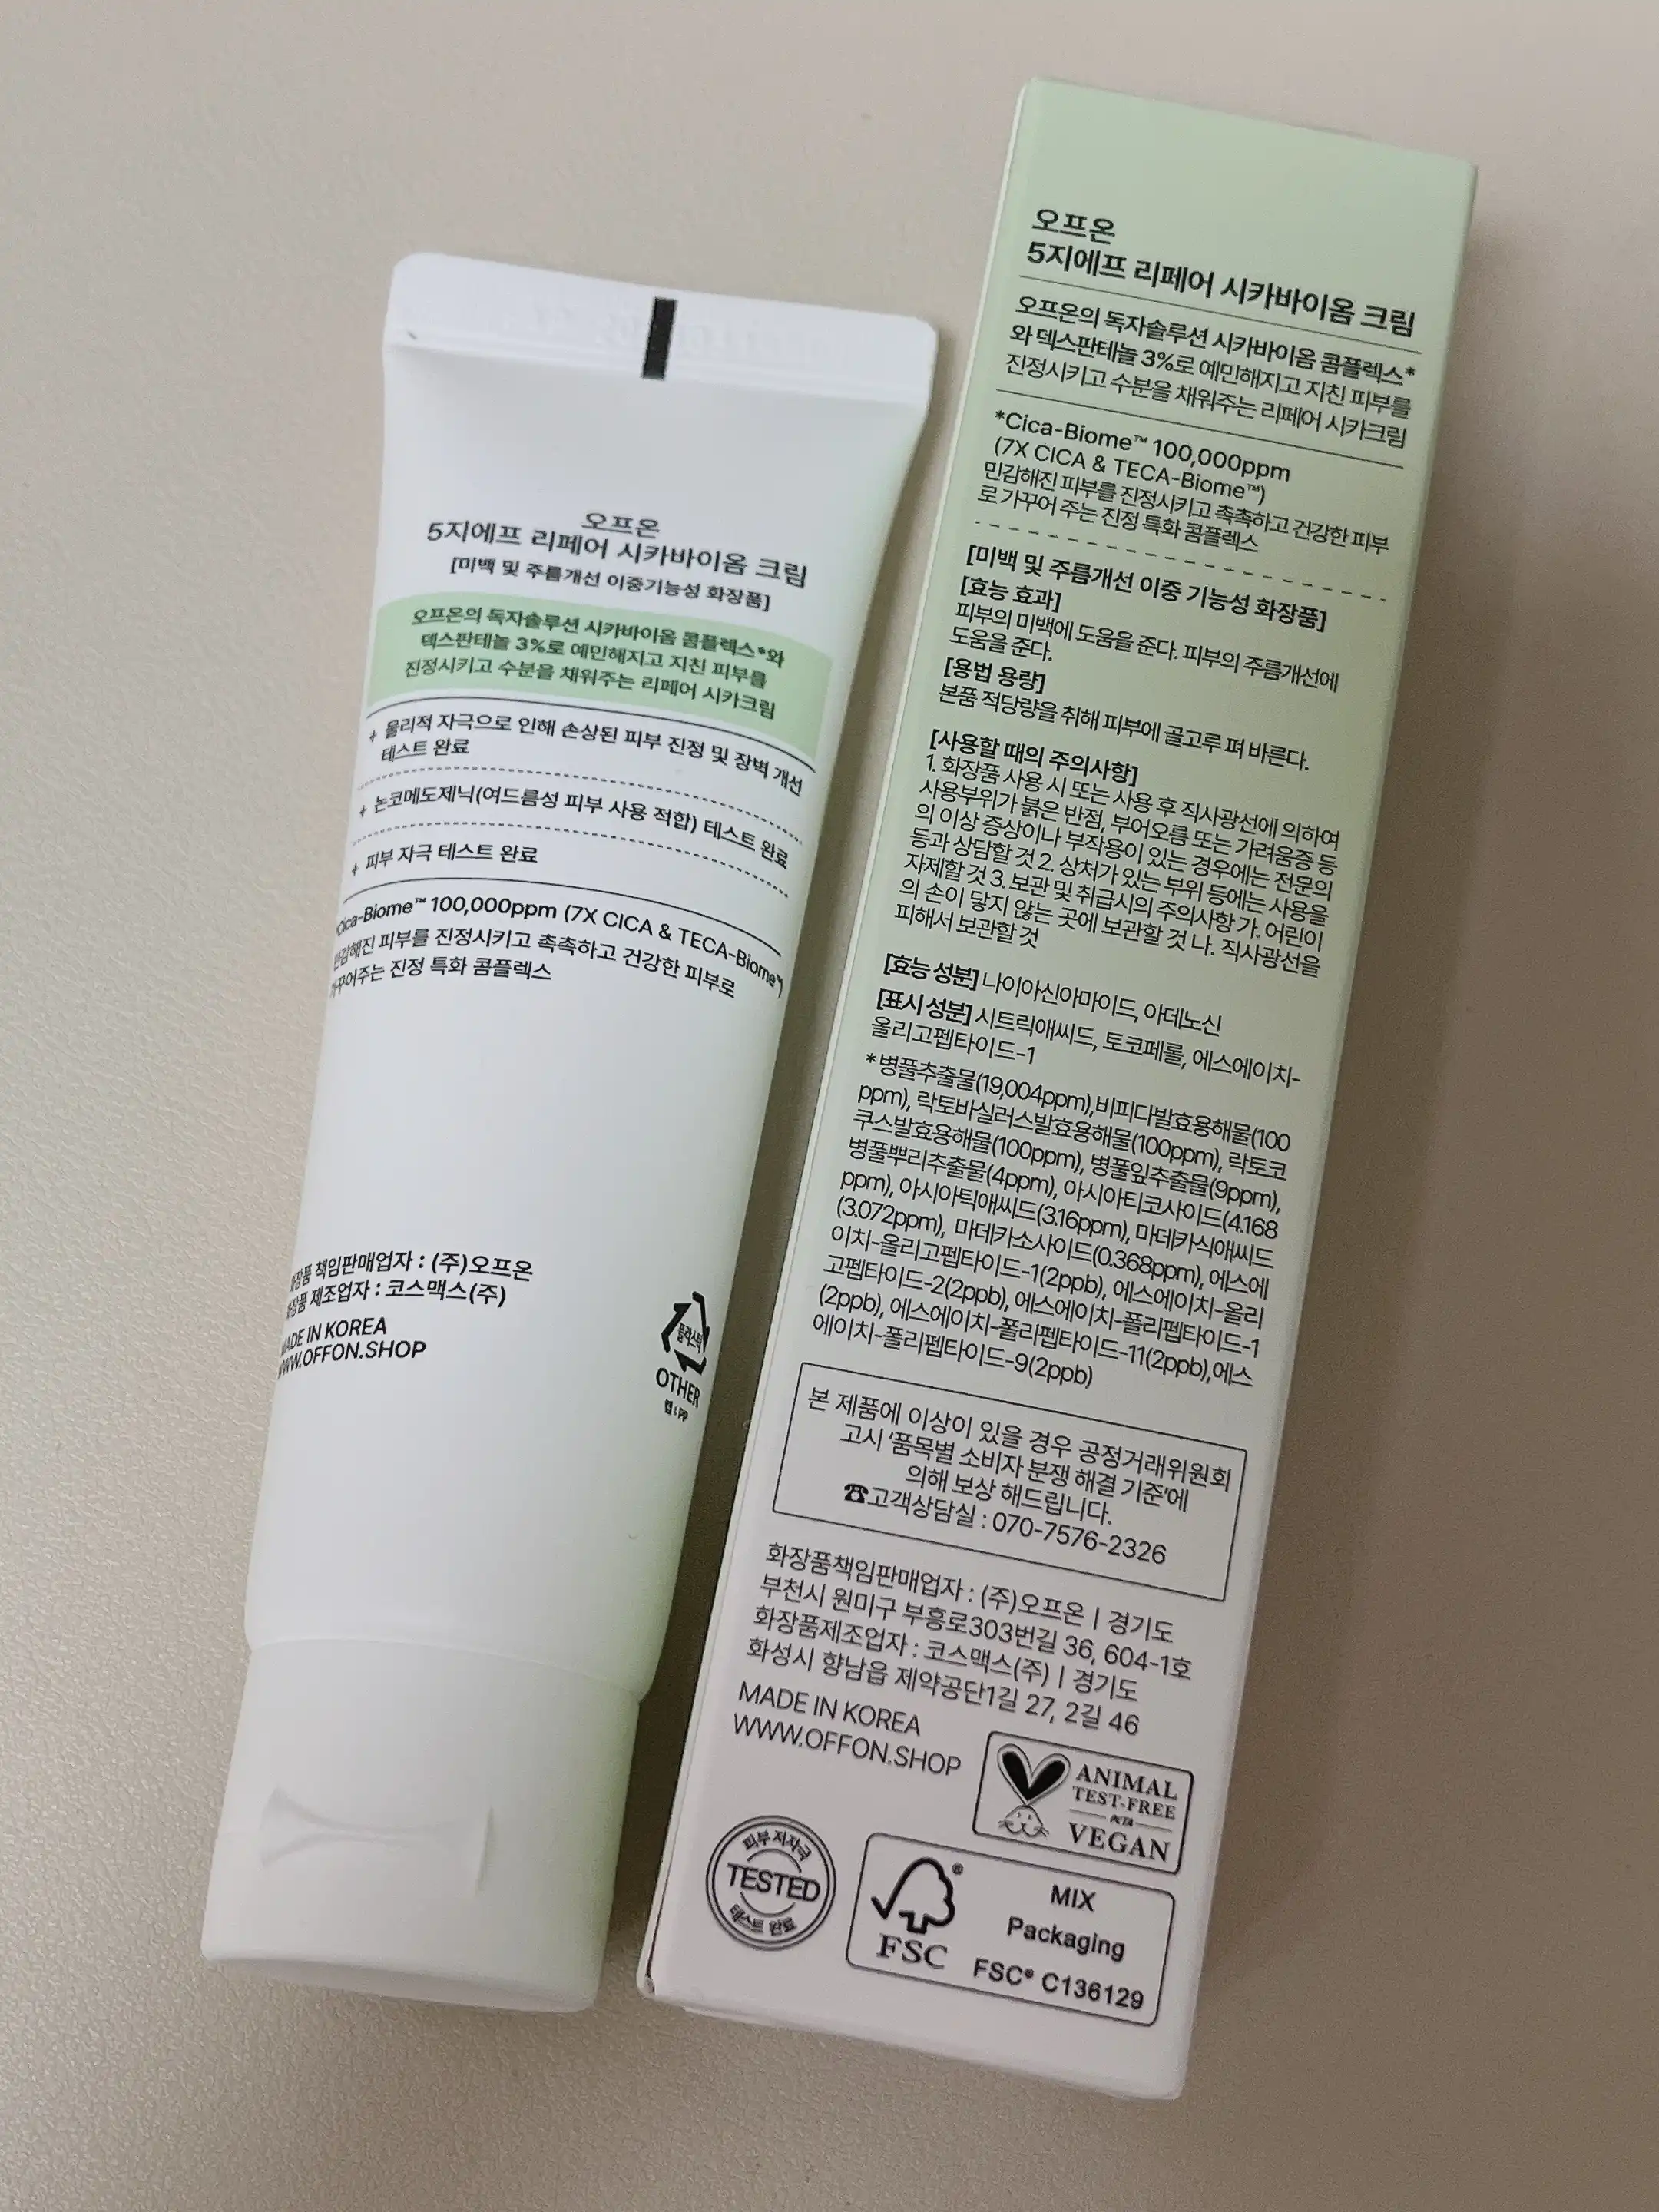 오프온
5지에프 리페어 시카바이옴 크림
[미백 및 주름개선 이중기능성 화장품]
오프온의 독자솔루션 시카바이옴 콤플렉스*와
덱스판테놀 3%로 예민해지고 지친 피부를
진정시키고 수분을 채워주는 리페어 시카크림
+ 물리적 자극으로 인해 손상된 피부 진정 및 장벽 개선
테스트 완료
+ 논코메도제닉(여드름성 피부 사용 적합) 테스트 완료
+ 피부 자극 테스트 완료
*Cica-Biome™ 100,000ppm (7X CICA & TECA-Biome™)
민감해진 피부를 진정시키고 촉촉하고 건강한 피부로
가꾸어주는 진정 특화 콤플렉스
화장품 책임판매업자 : (주)오프온
화장품 제조업자 : 코스맥스(주)
MADE IN KOREA
WWW.OFFON.SHOP
플라스틱
OTHER
캡 : PP
오프온
5지에프 리페어 시카바이옴 크림
오프온의 독자솔루션 시카바이옴 콤플렉스*
와 덱스판테놀 3%로 예민해지고 지친 피부를
진정시키고 수분을 채워주는 리페어 시카크림
*Cica-Biome™ 100,000ppm
(7X CICA & TECA-Biome™)
민감해진 피부를 진정시키고 촉촉하고 건강한 피부
로 가꾸어 주는 진정 특화 콤플렉스
[미백 및 주름개선 이중 기능성 화장품]
[효능 효과]
피부의 미백에 도움을 준다. 피부의 주름개선에
도움을 준다.
[용법 용량]
본품 적당량을 취해 피부에 골고루 펴 바른다.
[사용할 때의 주의사항]
1. 화장품 사용 시 또는 사용 후 직사광선에 의하여
사용부위가 붉은 반점, 부어오름 또는 가려움증 등
의 이상 증상이나 부작용이 있는 경우에는 전문의
등과 상담할 것 2. 상처가 있는 부위 등에는 사용을
자제할 것 3. 보관 및 취급시의 주의사항 가. 어린이
의 손이 닿지 않는 곳에 보관할 것 나. 직사광선을
피해서 보관할 것
[효능 성분] 나이아신아마이드, 아데노신
[표시 성분] 시트릭애씨드, 토코페롤, 에스에이치-
올리고펩타이드-1
*병풀추출물(19,004ppm),비피다발효용해물(100
ppm), 락토바실러스발효용해물(100ppm), 락토코
쿠스발효용해물(100ppm), 병풀잎추출물(9ppm),
병풀뿌리추출물(4ppm), 아시아티코사이드(4.168
ppm), 아시아틱애씨드(3.16ppm), 마데카식애씨드
(3.072ppm), 마데카소사이드(0.368ppm), 에스에
이치-올리고펩타이드-1(2ppb), 에스에이치-올리
고펩타이드-2(2ppb), 에스에이치-폴리펩타이드-1
(2ppb), 에스에이치-폴리펩타이드-11(2ppb),에스
에이치-폴리펩타이드-9(2ppb)
본 제품에 이상이 있을 경우 공정거래위원회
고시 '품목별 소비자 분쟁 해결 기준'에
의해 보상 해드립니다.
☎고객상담실 : 070-7576-2326
화장품책임판매업자 : (주)오프온 | 경기도
부천시 원미구 부흥로303번길 36, 604-1호
화장품제조업자 : 코스맥스(주) | 경기도
화성시 향남읍 제약공단1길 27, 2길 46
MADE IN KOREA
WWW.OFFON.SHOP
ANIMAL
TEST-FREE
PETA
VEGAN
피부 저자극
TESTED
테스트 완료
FSC®
MIX
Packaging
FSC® C136129